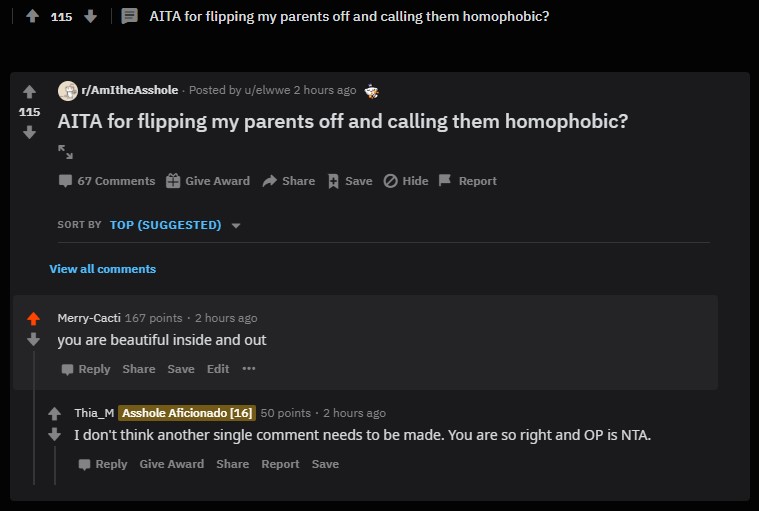 115 AITA for flipping my parents off and calling them homophobic?
r/AmItheAsshole · Posted by u/elwwe 2 hours ago
115
AITA for flipping my parents off and calling them homophobic?
67 Comments Give Award Share Save Hide Report
SORT BY TOP (SUGGESTED)
View all comments
Merry-Cacti 167 points · 2 hours ago
you are beautiful inside and out
Reply Share Save Edit ···
Thia_M Asshole Aficionado [16] 50 points · 2 hours ago
I don't think another single comment needs to be made. You are so right and OP is NTA.
Reply Give Award Share Report Save